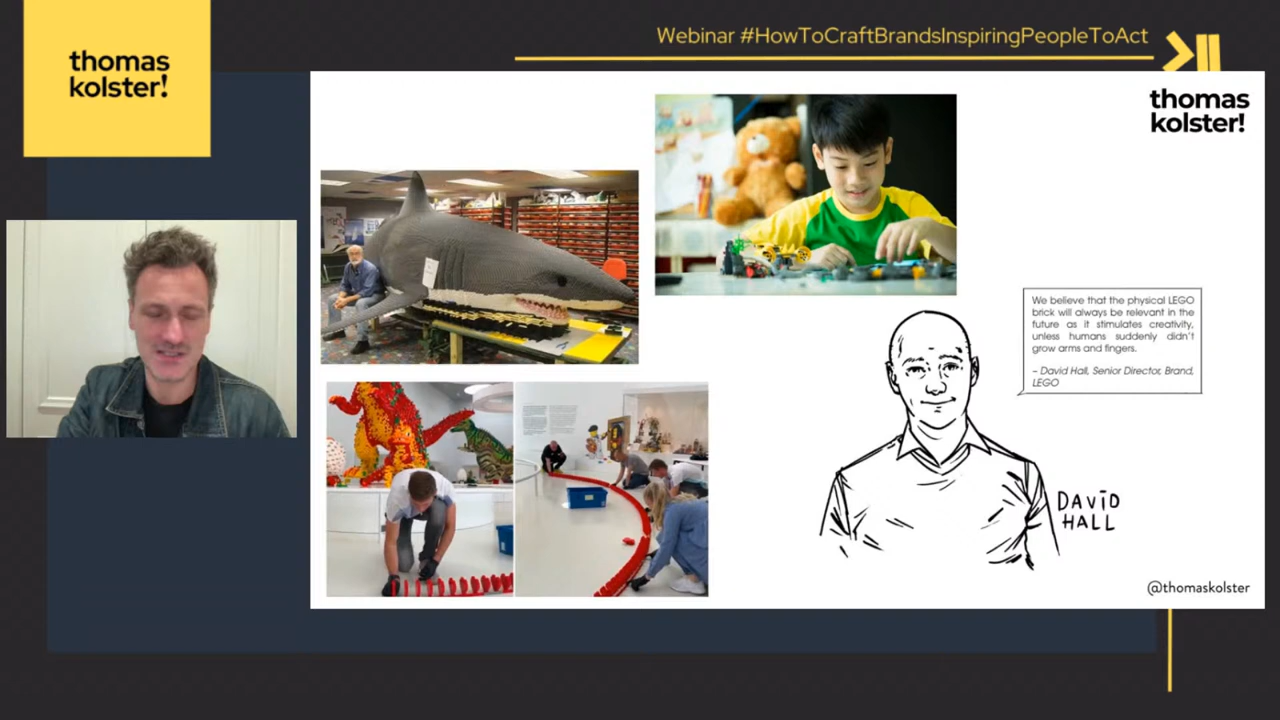 thomas
kolster!
Webinar #HowToCraftBrandsInspiringPeopleToAct
thomas
kolster!
We believe that the physical LEGO
brick will always be relevant in the
future as it stimulates creativity,
unless humans suddenly didn't
grow arms and fingers.
– David Hall, Senior Director, Brand,
LEGO
DAVID
HALL
@thomaskolster